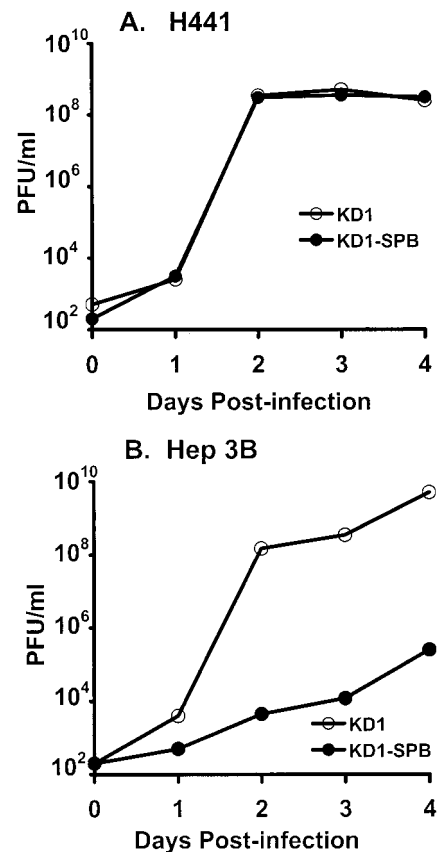 A. H441
PFU/ml
10^10
10^8
10^6
10^4
10^2
KD1
KD1-SPB
0 1 2 3 4
Days Post-infection
B. Hep 3B
PFU/ml
10^10
10^8
10^6
10^4
10^2
KD1
KD1-SPB
0 1 2 3 4
Days Post-infection